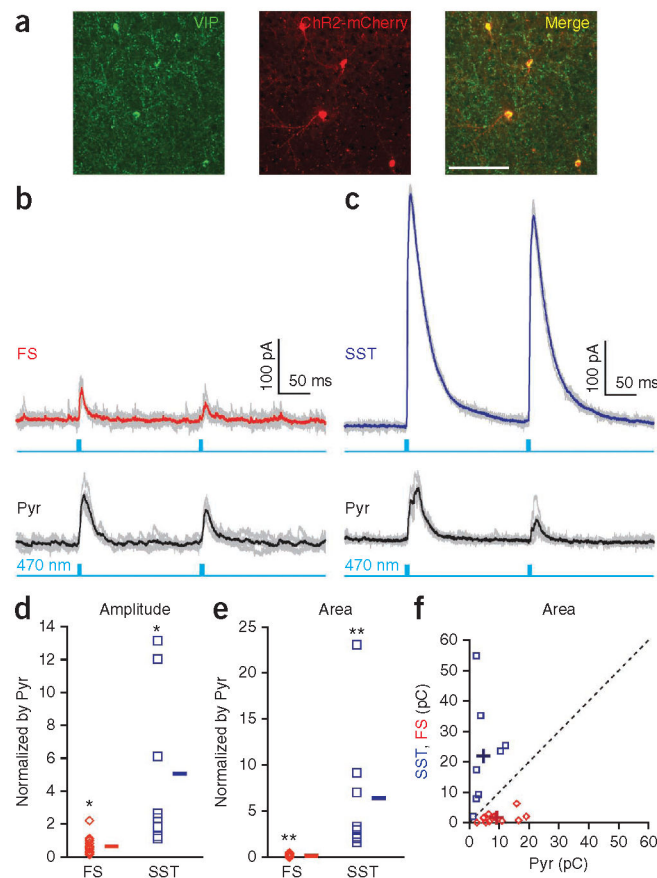 a
VIP
ChR2-mCherry
Merge
b
c
FS
100 pA
50 ms
SST
100 pA
50 ms
Pyr
470 nm
Pyr
470 nm
d
Amplitude
Normalized by Pyr
14
12
10
8
6
4
2
0
*
*
FS
SST
e
Area
Normalized by Pyr
25
20
15
10
5
0
**
**
FS
SST
f
Area
SST, FS (pC)
60
50
40
30
20
10
0
0 10 20 30 40 50 60
Pyr (pC)